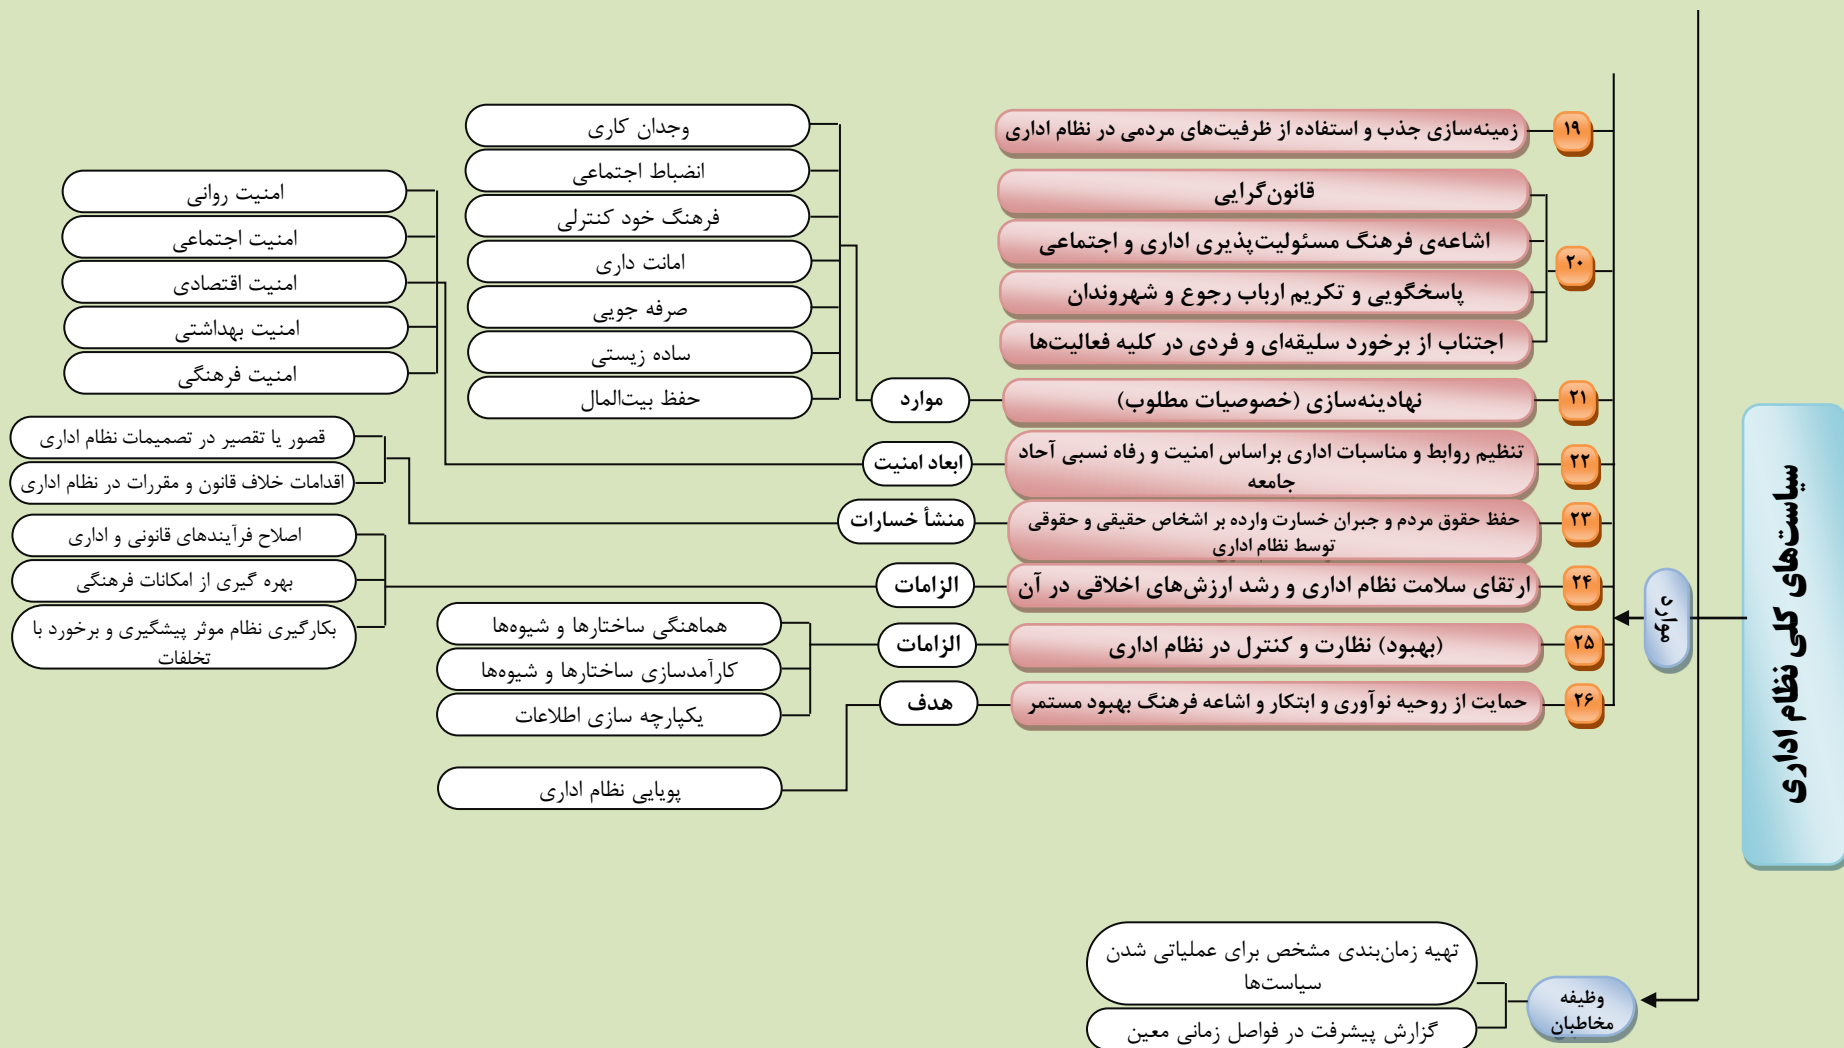 سیاست‌های کلی نظام اداری
موارد
۱۹
زمینه‌سازی جذب و استفاده از ظرفیت‌های مردمی در نظام اداری
۲۰
قانون‌گرایی
اشاعه‌ی فرهنگ مسئولیت‌پذیری اداری و اجتماعی
پاسخگویی و تکریم ارباب رجوع و شهروندان
اجتناب از برخورد سلیقه‌ای و فردی در کلیه فعالیت‌ها
۲۱
نهادینه‌سازی (خصوصیات مطلوب)
موارد
وجدان کاری
انضباط اجتماعی
فرهنگ خود کنترلی
امانت داری
صرفه جویی
ساده زیستی
حفظ بیت‌المال
۲۲
تنظیم روابط و مناسبات اداری براساس امنیت و رفاه نسبی آحاد
جامعه
ابعاد امنیت
امنیت روانی
امنیت اجتماعی
امنیت اقتصادی
امنیت بهداشتی
امنیت فرهنگی
۲۳
حفظ حقوق مردم و جبران خسارت وارده بر اشخاص حقیقی و حقوقی
توسط نظام اداری
منشأ خسارات
قصور یا تقصیر در تصمیمات نظام اداری
اقدامات خلاف قانون و مقررات در نظام اداری
۲۴
ارتقای سلامت نظام اداری و رشد ارزش‌های اخلاقی در آن
الزامات
اصلاح فرآیندهای قانونی و اداری
بهره گیری از امکانات فرهنگی
بکارگیری نظام موثر پیشگیری و برخورد با
تخلفات
۲۵
(بهبود) نظارت و کنترل در نظام اداری
الزامات
هماهنگی ساختارها و شیوه‌ها
کارآمدسازی ساختارها و شیوه‌ها
یکپارچه سازی اطلاعات
۲۶
حمایت از روحیه نوآوری و ابتکار و اشاعه فرهنگ بهبود مستمر
هدف
پویایی نظام اداری
وظیفه
مخاطبان
تهیه زمان‌بندی مشخص برای عملیاتی شدن
سیاست‌ها
گزارش پیشرفت در فواصل زمانی معین